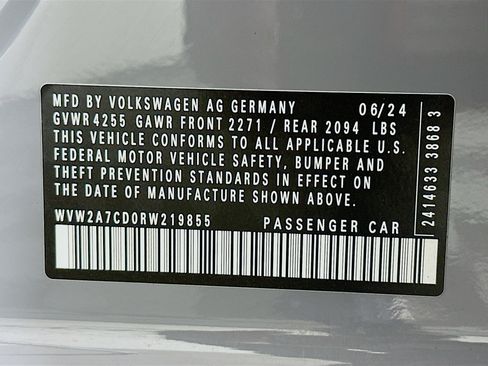 MFD BY VOLKSWAGEN AG GERMANY 06/24
GVWR 4255 GAWR FRONT 2271 / REAR 2094 LBS
THIS VEHICLE CONFORMS TO ALL APPLICABLE U.S.
FEDERAL MOTOR VEHICLE SAFETY, BUMPER AND
THEFT PREVENTION STANDARDS IN EFFECT ON
THE DATE OF MANUFACTURE SHOWN ABOVE.
WVW2A7CD0RW219855 PASSENGER CAR
2414633 3868 3